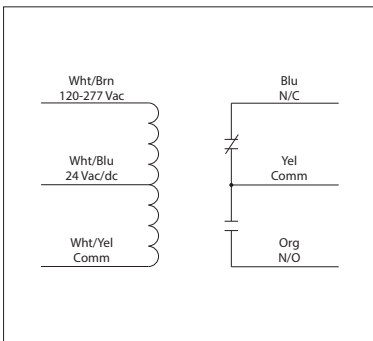 Wht/Brn
120-277 Vac
Wht/Blu
24 Vac/dc
Wht/Yel
Comm
Blu
N/C
Yel
Comm
Org
N/O